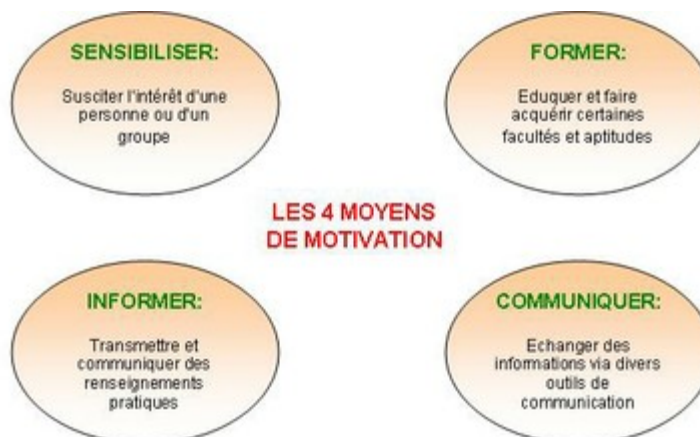 SENSIBILISER:
Susciter l'intérêt d'une
personne ou d'un
groupe
FORMER:
Eduquer et faire
acquérir certaines
facultés et aptitudes
LES 4 MOYENS
DE MOTIVATION
INFORMER:
Transmettre et
communiquer des
renseignements
pratiques
COMMUNIQUER:
Echanger des
informations via divers
outils de
communication